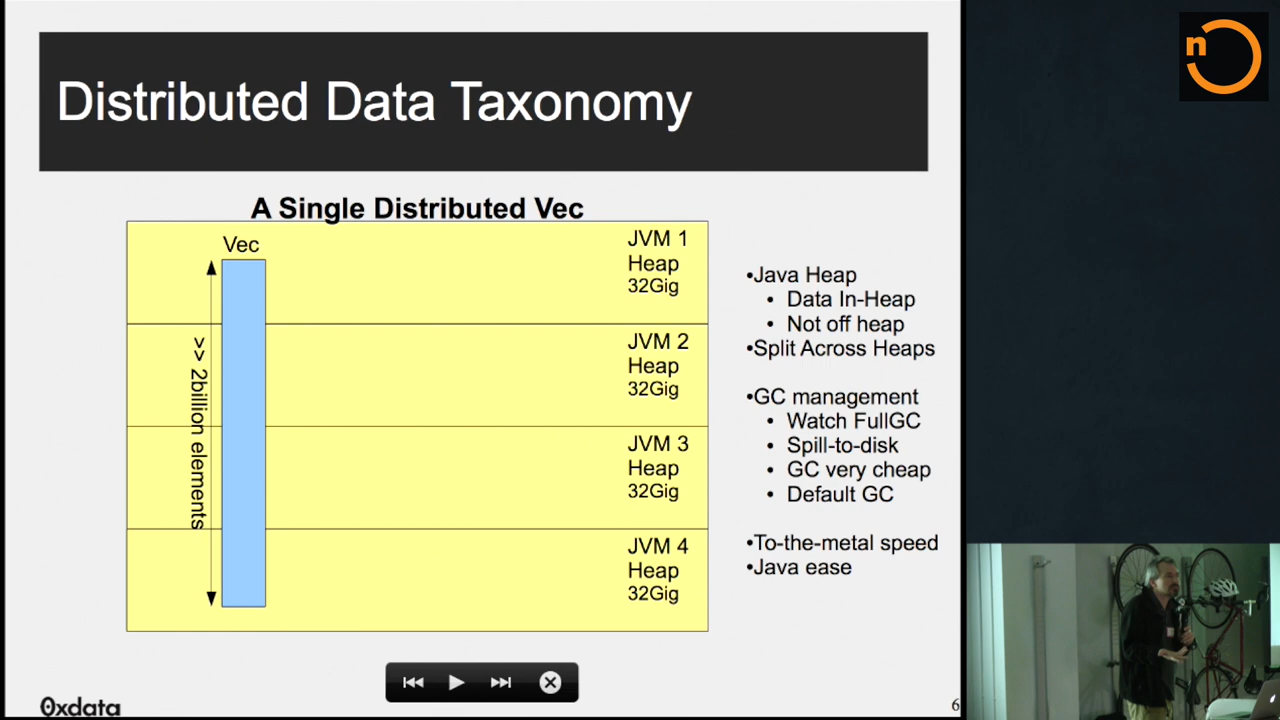 n
Distributed Data Taxonomy
A Single Distributed Vec
Vec
>> 2billion elements
JVM 1
Heap
32Gig
JVM 2
Heap
32Gig
JVM 3
Heap
32Gig
JVM 4
Heap
32Gig
•Java Heap
• Data In-Heap
• Not off heap
•Split Across Heaps
•GC management
• Watch FullGC
• Spill-to-disk
• GC very cheap
• Default GC
•To-the-metal speed
•Java ease
0xdata
6